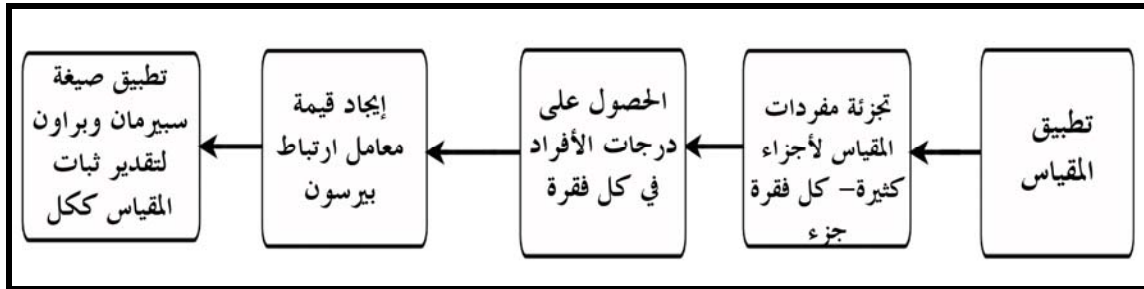 تطبيق
المقياس
تجزئة مفردات
المقياس لأجزاء
كثيرة– كل فقرة
جزء
الحصول على
درجات الأفراد
في كل فقرة
إيجاد قيمة
معامل ارتباط
بيرسون
تطبيق صيغة
سبيرمان وبراون
لتقدير ثبات
المقياس ككل